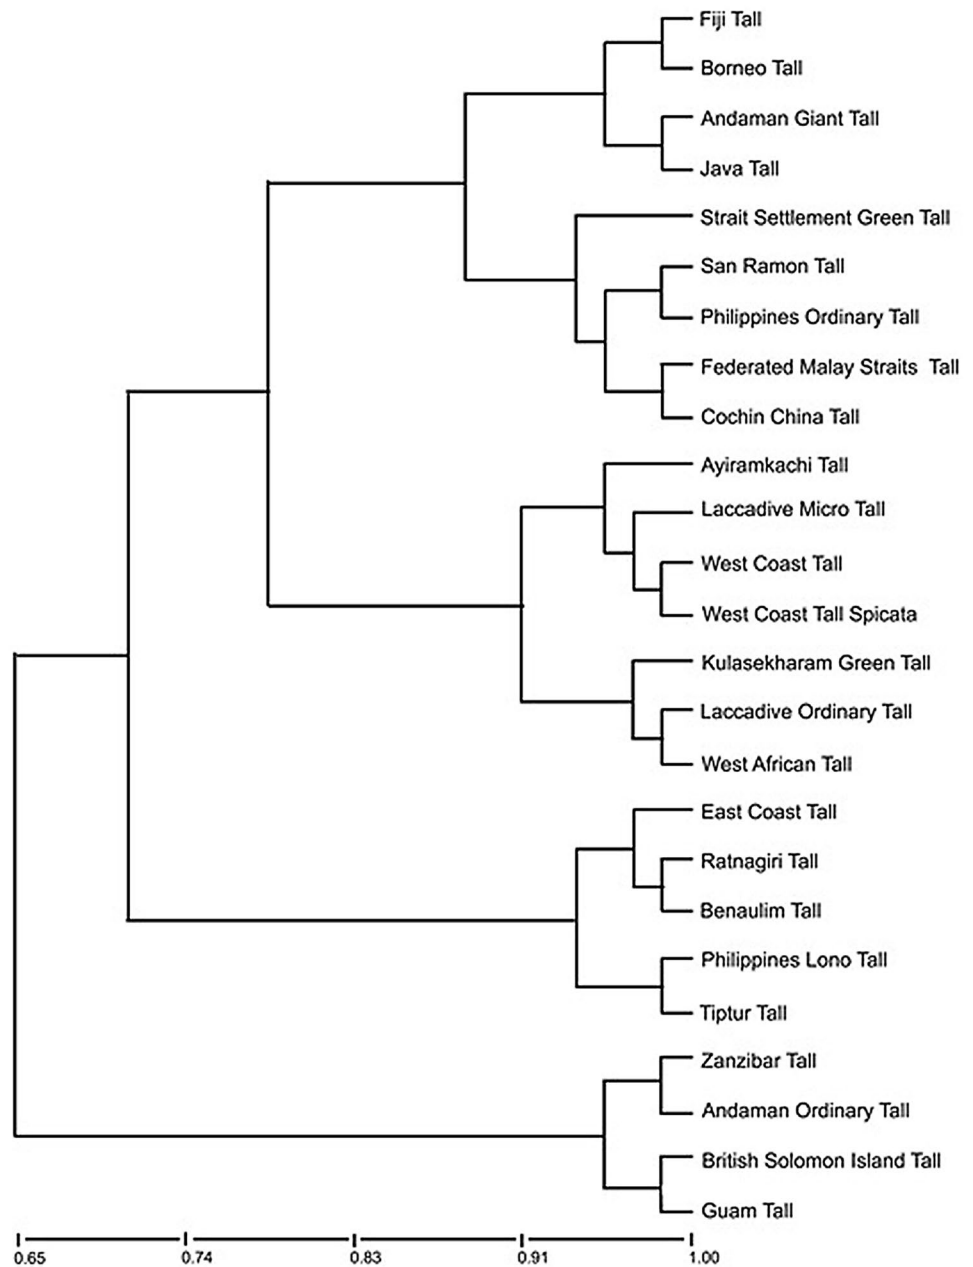 Fiji Tall
Borneo Tall
Andaman Giant Tall
Java Tall
Strait Settlement Green Tall
San Ramon Tall
Philippines Ordinary Tall
Federated Malay Straits  Tall
Cochin China Tall
Ayiramkachi Tall
Laccadive Micro Tall
West Coast Tall
West Coast Tall Spicata
Kulasekharam Green Tall
Laccadive Ordinary Tall
West African Tall
East Coast Tall
Ratnagiri Tall
Benaulim Tall
Philippines Lono Tall
Tiptur Tall
Zanzibar Tall
Andaman Ordinary Tall
British Solomon Island Tall
Guam Tall
0.65 0.74 0.83 0.91 1.00